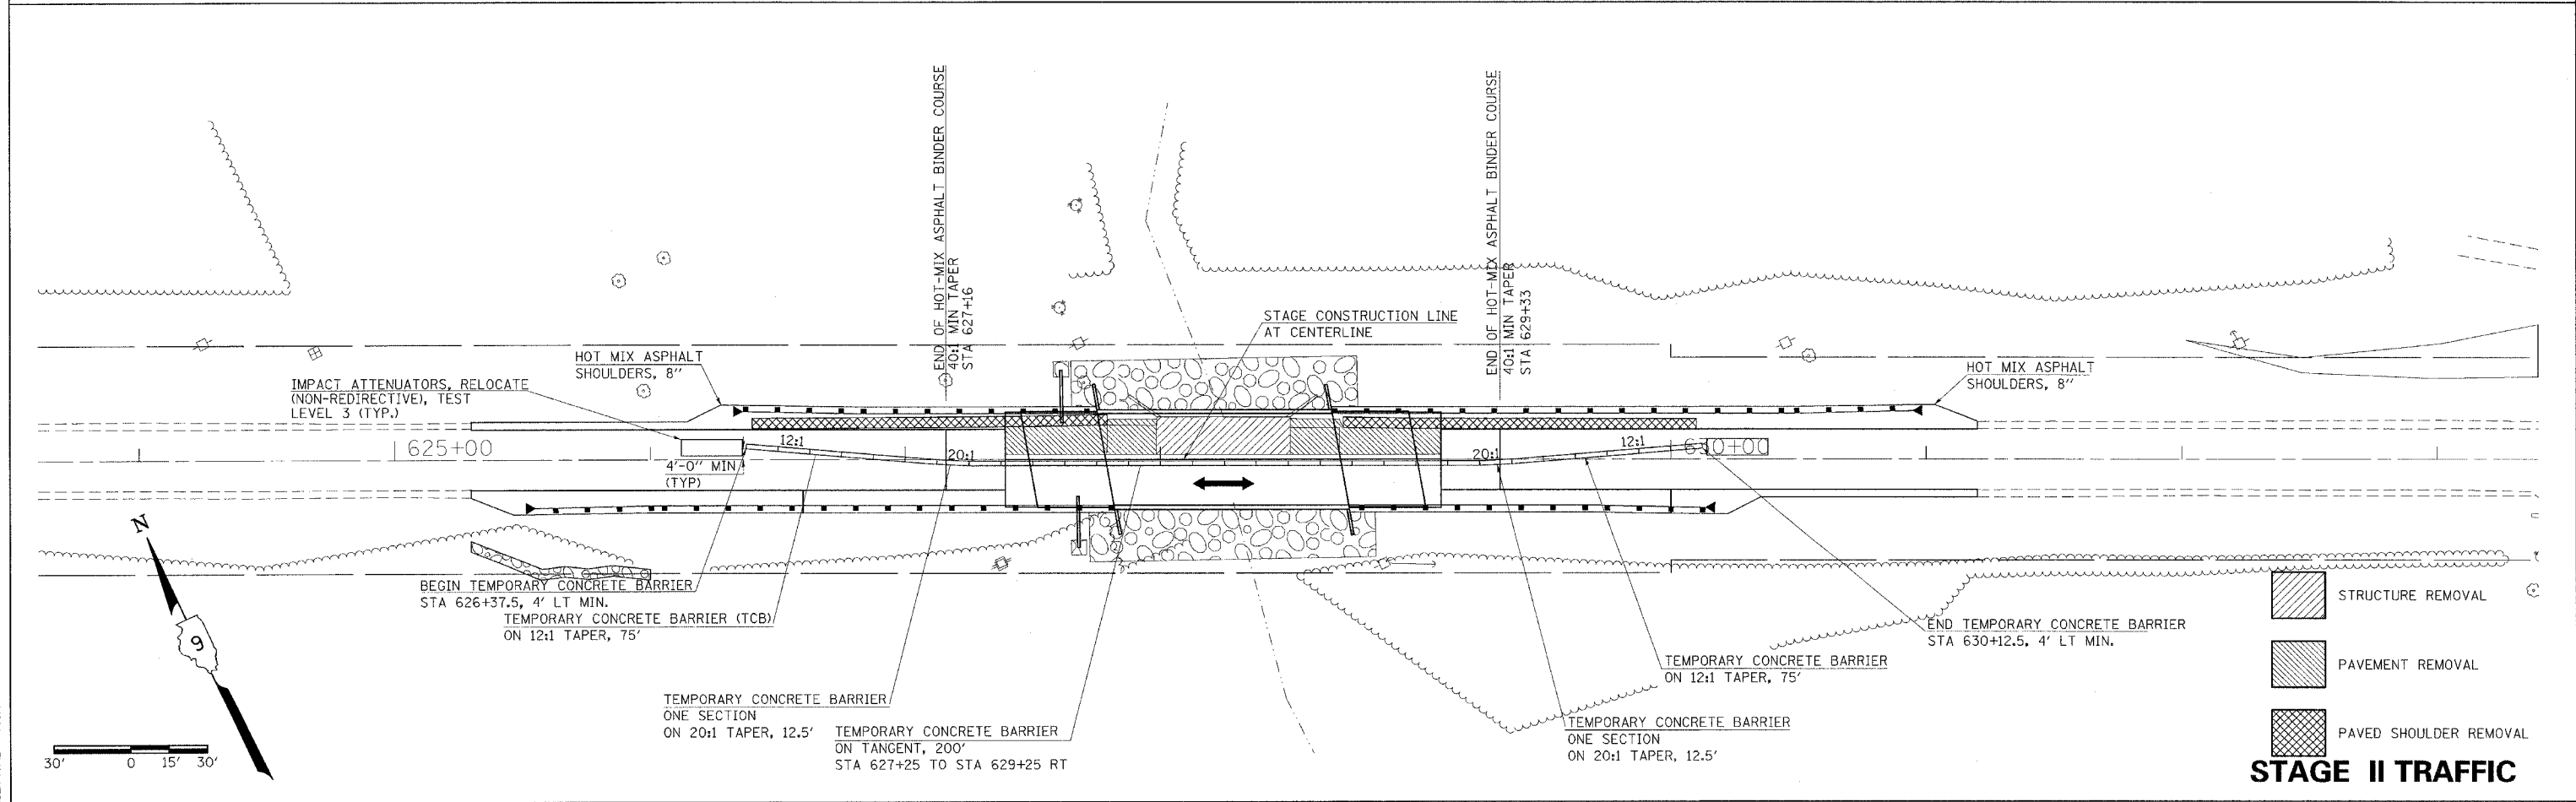 END OF HOT-MIX ASPHALT BINDER COURSE
40:1 MIN TAPER
STA 627+16
END OF HOT-MIX ASPHALT BINDER COURSE
40:1 MIN TAPER
STA 629+33
STAGE CONSTRUCTION LINE
AT CENTERLINE
HOT MIX ASPHALT
SHOULDERS, 8"
IMPACT ATTENUATORS, RELOCATE
(NON-REDIRECTIVE), TEST
LEVEL 3 (TYP.)
HOT MIX ASPHALT
SHOULDERS, 8"
625+00
12:1
20:1
20:1
12:1
630+00
4'-0" MIN
(TYP)
N
9
BEGIN TEMPORARY CONCRETE BARRIER
STA 626+37.5, 4' LT MIN.
TEMPORARY CONCRETE BARRIER (TCB)
ON 12:1 TAPER, 75'
TEMPORARY CONCRETE BARRIER
ONE SECTION
ON 20:1 TAPER, 12.5'
TEMPORARY CONCRETE BARRIER
ON TANGENT, 200'
STA 627+25 TO STA 629+25 RT
TEMPORARY CONCRETE BARRIER
ONE SECTION
ON 20:1 TAPER, 12.5'
TEMPORARY CONCRETE BARRIER
ON 12:1 TAPER, 75'
END TEMPORARY CONCRETE BARRIER
STA 630+12.5, 4' LT MIN.
30' 0 15' 30'
STRUCTURE REMOVAL
PAVEMENT REMOVAL
PAVED SHOULDER REMOVAL
STAGE II TRAFFIC